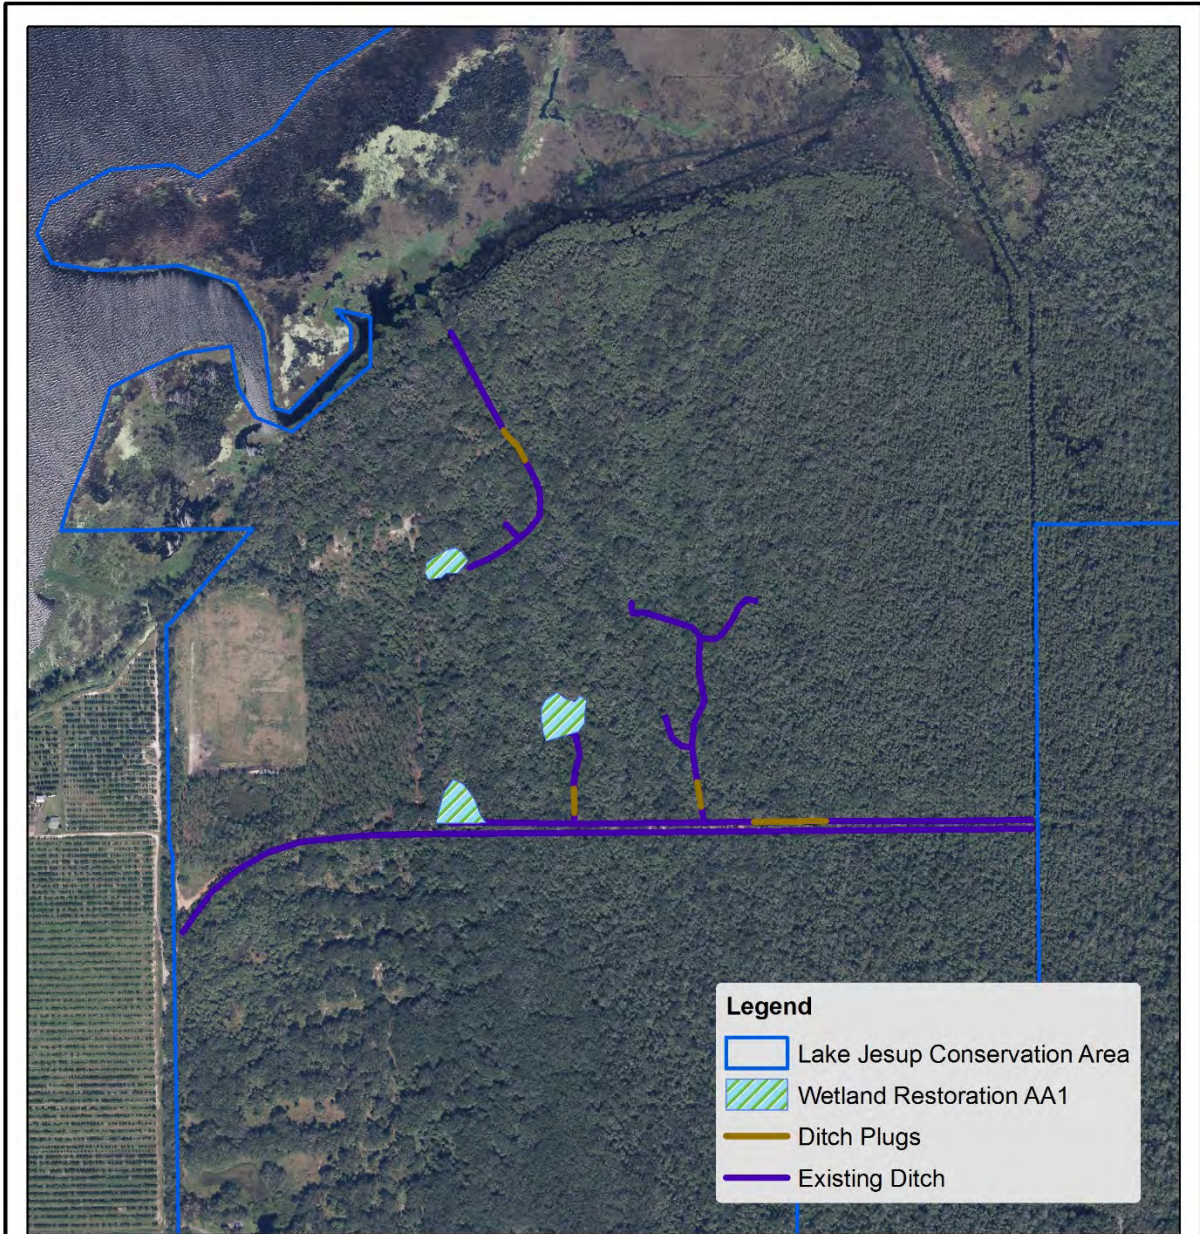 Legend
Lake Jesup Conservation Area
Wetland Restoration AA1
Ditch Plugs
Existing Ditch